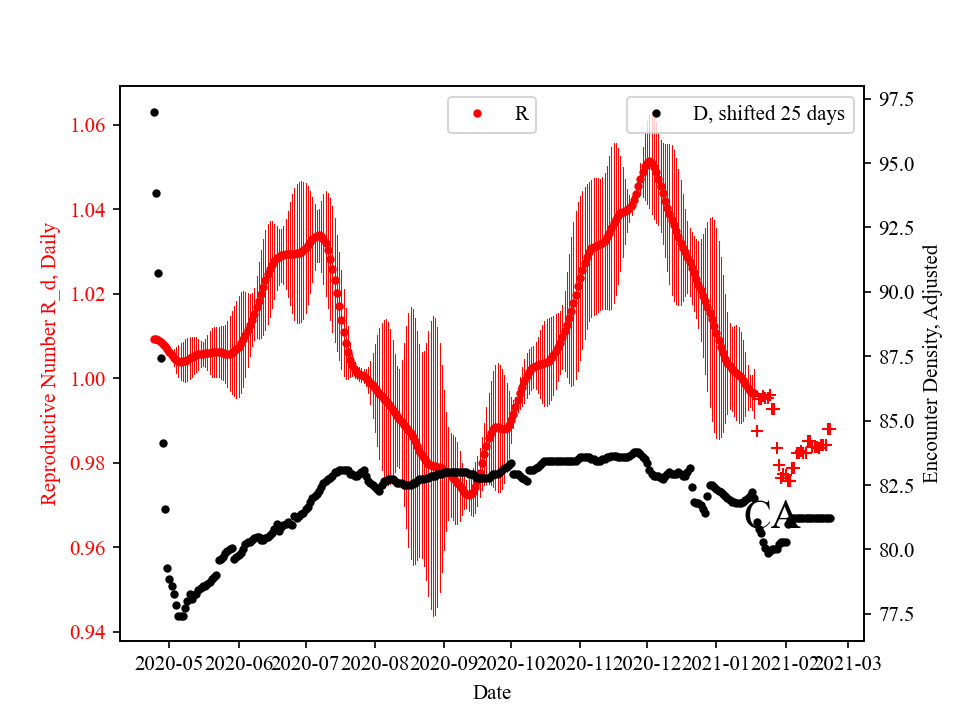 R
D, shifted 25 days
1.06
1.04
1.02
1.00
0.98
0.96
0.94
Reproductive Number R_d, Daily
97.5
95.0
92.5
90.0
87.5
85.0
82.5
80.0
77.5
Encounter Density, Adjusted
CA
2020-05 2020-06 2020-07 2020-08 2020-09 2020-10 2020-11 2020-12 2021-01 2021-02 2021-03
Date